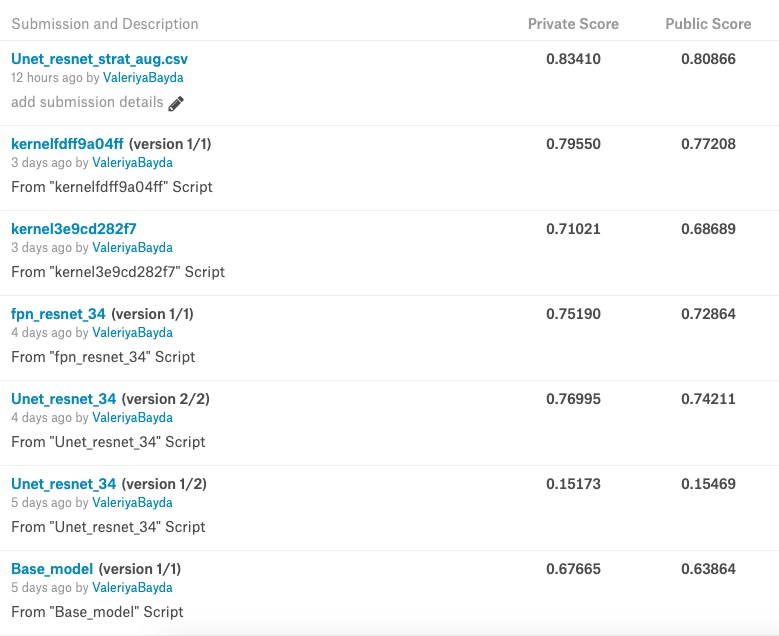 Submission and Description Private Score Public Score
Unet_resnet_strat_aug.csv 0.83410 0.80866
12 hours ago by ValeriyaBayda
add submission details
kernelfdff9a04ff (version 1/1) 0.79550 0.77208
3 days ago by ValeriyaBayda
From "kernelfdff9a04ff" Script
kernel3e9cd282f7 0.71021 0.68689
3 days ago by ValeriyaBayda
From "kernel3e9cd282f7" Script
fpn_resnet_34 (version 1/1) 0.75190 0.72864
4 days ago by ValeriyaBayda
From "fpn_resnet_34" Script
Unet_resnet_34 (version 2/2) 0.76995 0.74211
4 days ago by ValeriyaBayda
From "Unet_resnet_34" Script
Unet_resnet_34 (version 1/2) 0.15173 0.15469
5 days ago by ValeriyaBayda
From "Unet_resnet_34" Script
Base_model (version 1/1) 0.67665 0.63864
5 days ago by ValeriyaBayda
From "Base_model" Script